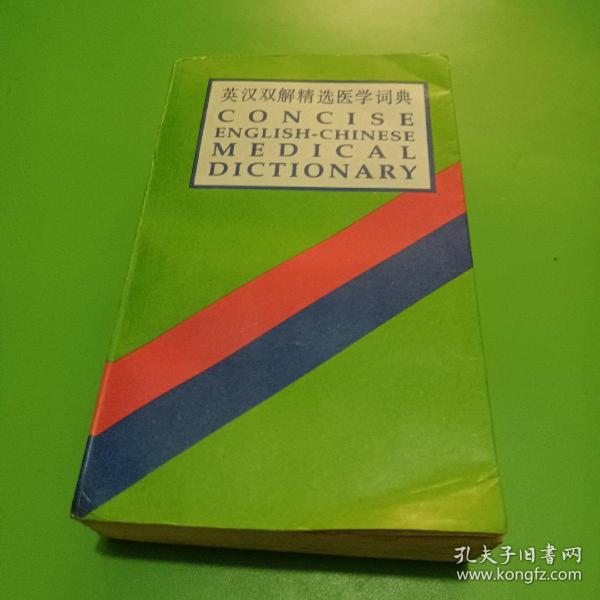 英汉双解精选医学词典
CONCISE
ENGLISH-CHINESE
MEDICAL
DICTIONARY
孔夫子旧书网
www.kongfz.com